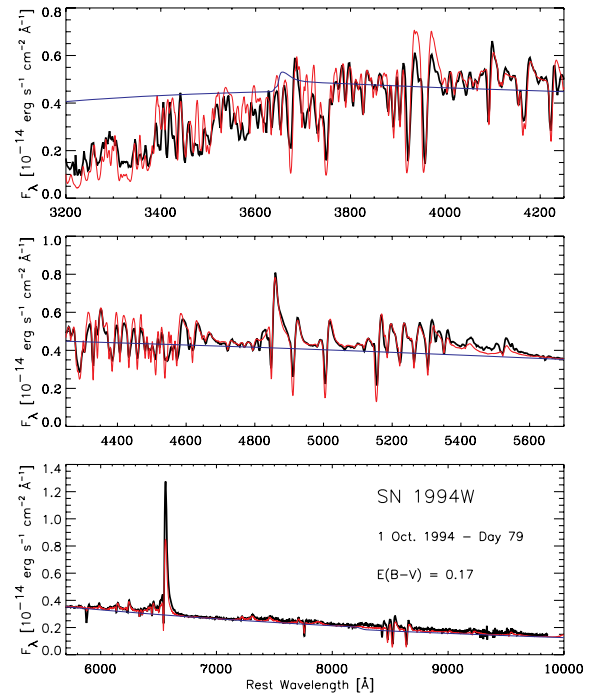 0.8
0.6
0.4
0.2
0.0
F_λ [10^−14 erg s^−1 cm^−2 Å^−1]
3200 3400 3600 3800 4000 4200
1.0
0.8
0.6
0.4
0.2
0.0
F_λ [10^−14 erg s^−1 cm^−2 Å^−1]
4400 4600 4800 5000 5200 5400 5600
1.4
1.2
1.0
0.8
0.6
0.4
0.2
0.0
F_λ [10^−14 erg s^−1 cm^−2 Å^−1]
SN 1994W
1 Oct. 1994 − Day 79
E(B−V) = 0.17
6000 7000 8000 9000 10000
Rest Wavelength [Å]